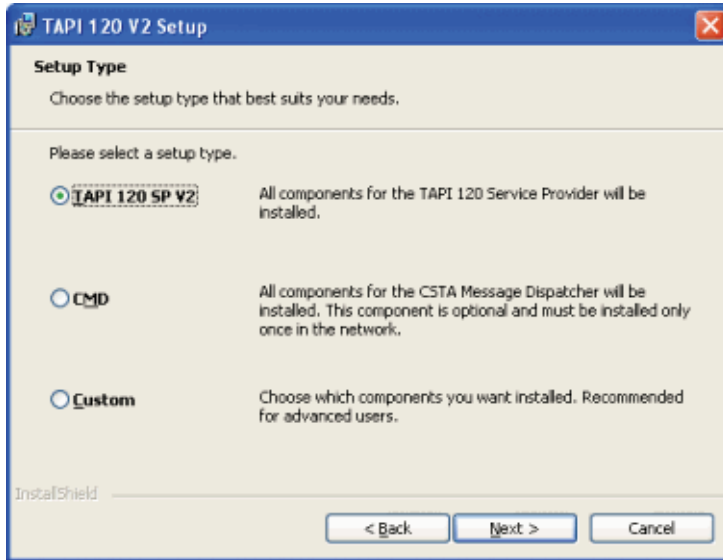 TAPI 120 V2 Setup
Setup Type
Choose the setup type that best suits your needs.
Please select a setup type.
TAPI 120 SP V2
All components for the TAPI 120 Service Provider will be
installed.
CMD
All components for the CSTA Message Dispatcher will be
installed. This component is optional and must be installed only
once in the network.
Custom
Choose which components you want installed. Recommended
for advanced users.
InstallShield
< Back
Next >
Cancel